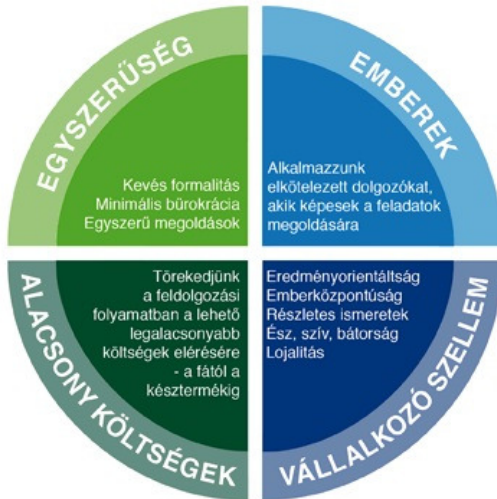 EGYSZERŰSÉG
Kevés formalitás
Minimális bürokrácia
Egyszerű megoldások
EMBEREK
Alkalmazzunk
elkötelezett dolgozókat,
akik képesek a feladatok
megoldására
ALACSONY KÖLTSÉGEK
Törekedjünk
a feldolgozási
folyamatban a lehető
legalacsonyabb
költségek elérésére
- a fától a
késztermékig
VÁLLALKOZÓ SZELLEM
Eredményorientáltság
Emberközpontúság
Részletes ismeretek
Ész, szív, bátorság
Lojalitás